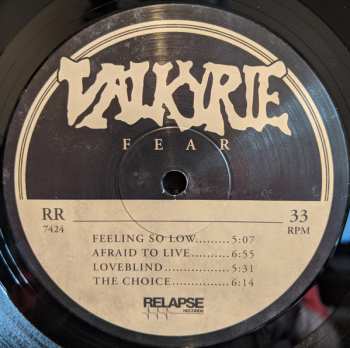 VALKYRIE
FEAR
RR 33
7424 RPM
FEELING SO LOW.........5:07
AFRAID TO LIVE...........6:55
LOVEBLIND................5:31
THE CHOICE...............6:14
RELAPSE
RECORDS